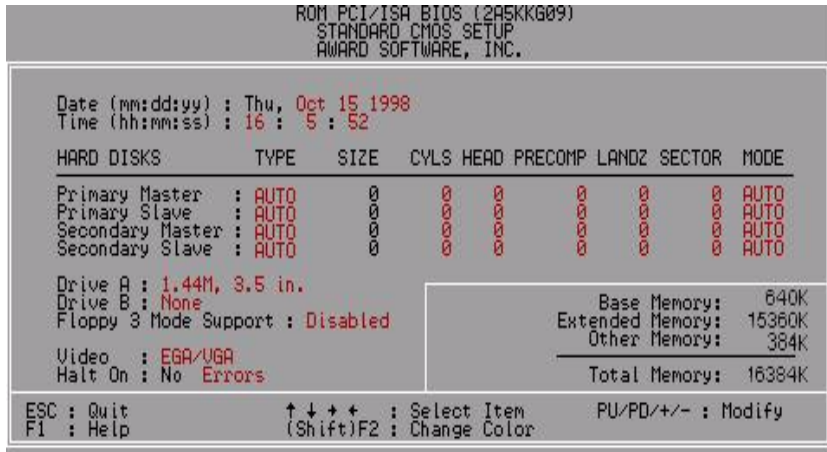 ROM PCI/ISA BIOS (2A5KKG09)
STANDARD CMOS SETUP
AWARD SOFTWARE, INC.
Date (mm:dd:yy) : Thu, Oct 15 1998
Time (hh:mm:ss) : 16 : 5 : 52
HARD DISKS TYPE SIZE CYLS HEAD PRECOMP LANDZ SECTOR MODE
Primary Master : AUTO 0 0 0 0 0 0 AUTO
Primary Slave : AUTO 0 0 0 0 0 0 AUTO
Secondary Master : AUTO 0 0 0 0 0 0 AUTO
Secondary Slave : AUTO 0 0 0 0 0 0 AUTO
Drive A : 1.44M, 3.5 in.
Drive B : None
Floppy 3 Mode Support : Disabled
Video : EGA/VGA
Halt On : No Errors
Base Memory: 640K
Extended Memory: 15360K
Other Memory: 384K
Total Memory: 16384K
ESC : Quit ↑ ↓ → ← : Select Item PU/PD/+/- : Modify
F1 : Help (Shift)F2 : Change Color